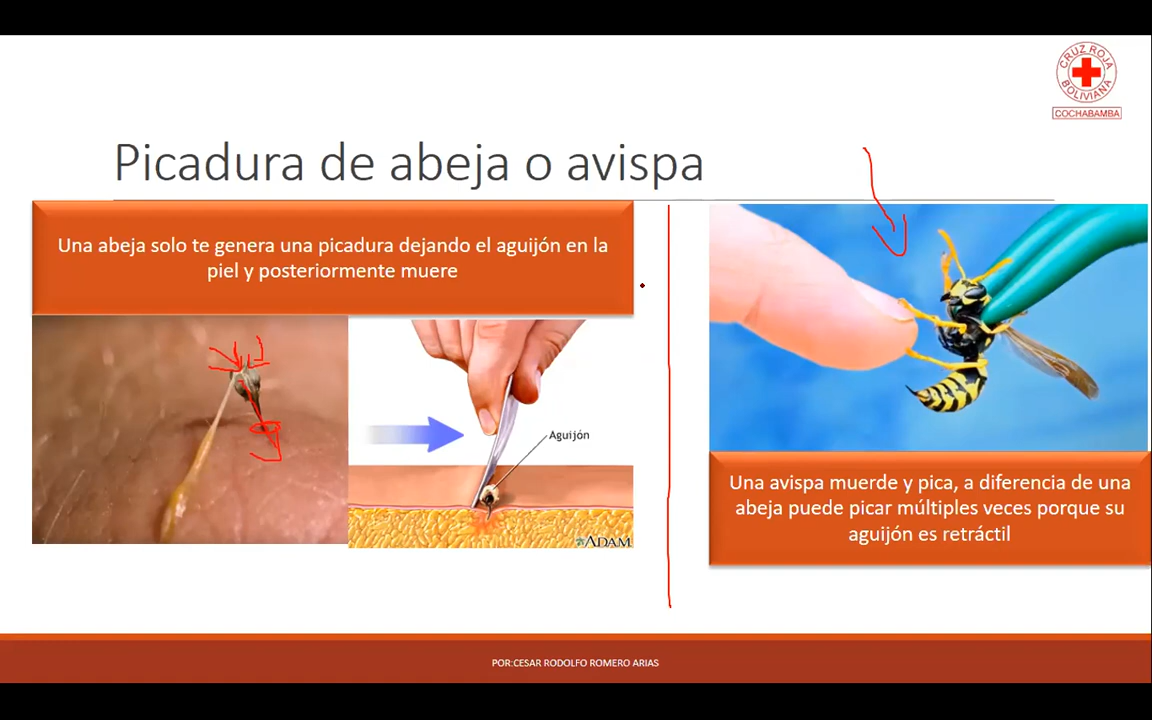 CRUZ ROJA
BOLIVIANA
COCHABAMBA
Picadura de abeja o avispa
Una abeja solo te genera una picadura dejando el aguijón en la
piel y posteriormente muere
Aguijón
ADAM
Una avispa muerde y pica, a diferencia de una
abeja puede picar múltiples veces porque su
aguijón es retráctil
POR:CESAR RODOLFO ROMERO ARIAS